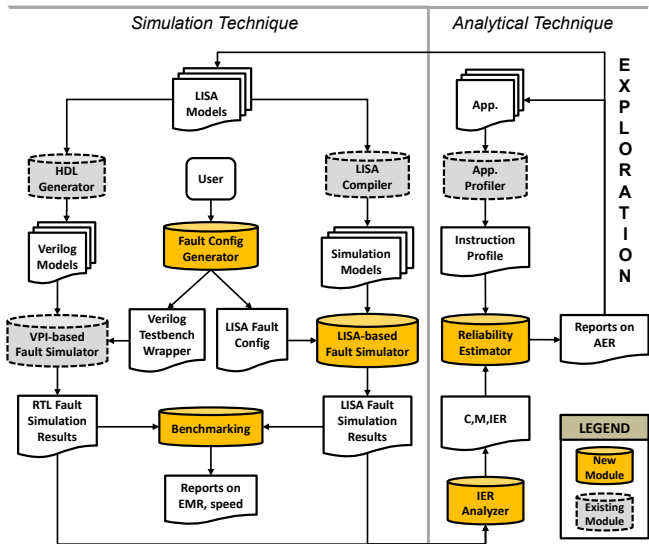 Simulation Technique
Analytical Technique
EXPLORATION
LISA
Models
App.
HDL
Generator
User
LISA
Compiler
App.
Profiler
Verilog
Models
Fault Config
Generator
Simulation
Models
Instruction
Profile
VPI-based
Fault Simulator
Verilog
Testbench
Wrapper
LISA Fault
Config
LISA-based
Fault Simulator
Reliability
Estimator
Reports on
AER
RTL Fault
Simulation
Results
Benchmarking
LISA Fault
Simulation
Results
C,M,IER
LEGEND
New
Module
Existing
Module
Reports on
EMR, speed
IER
Analyzer